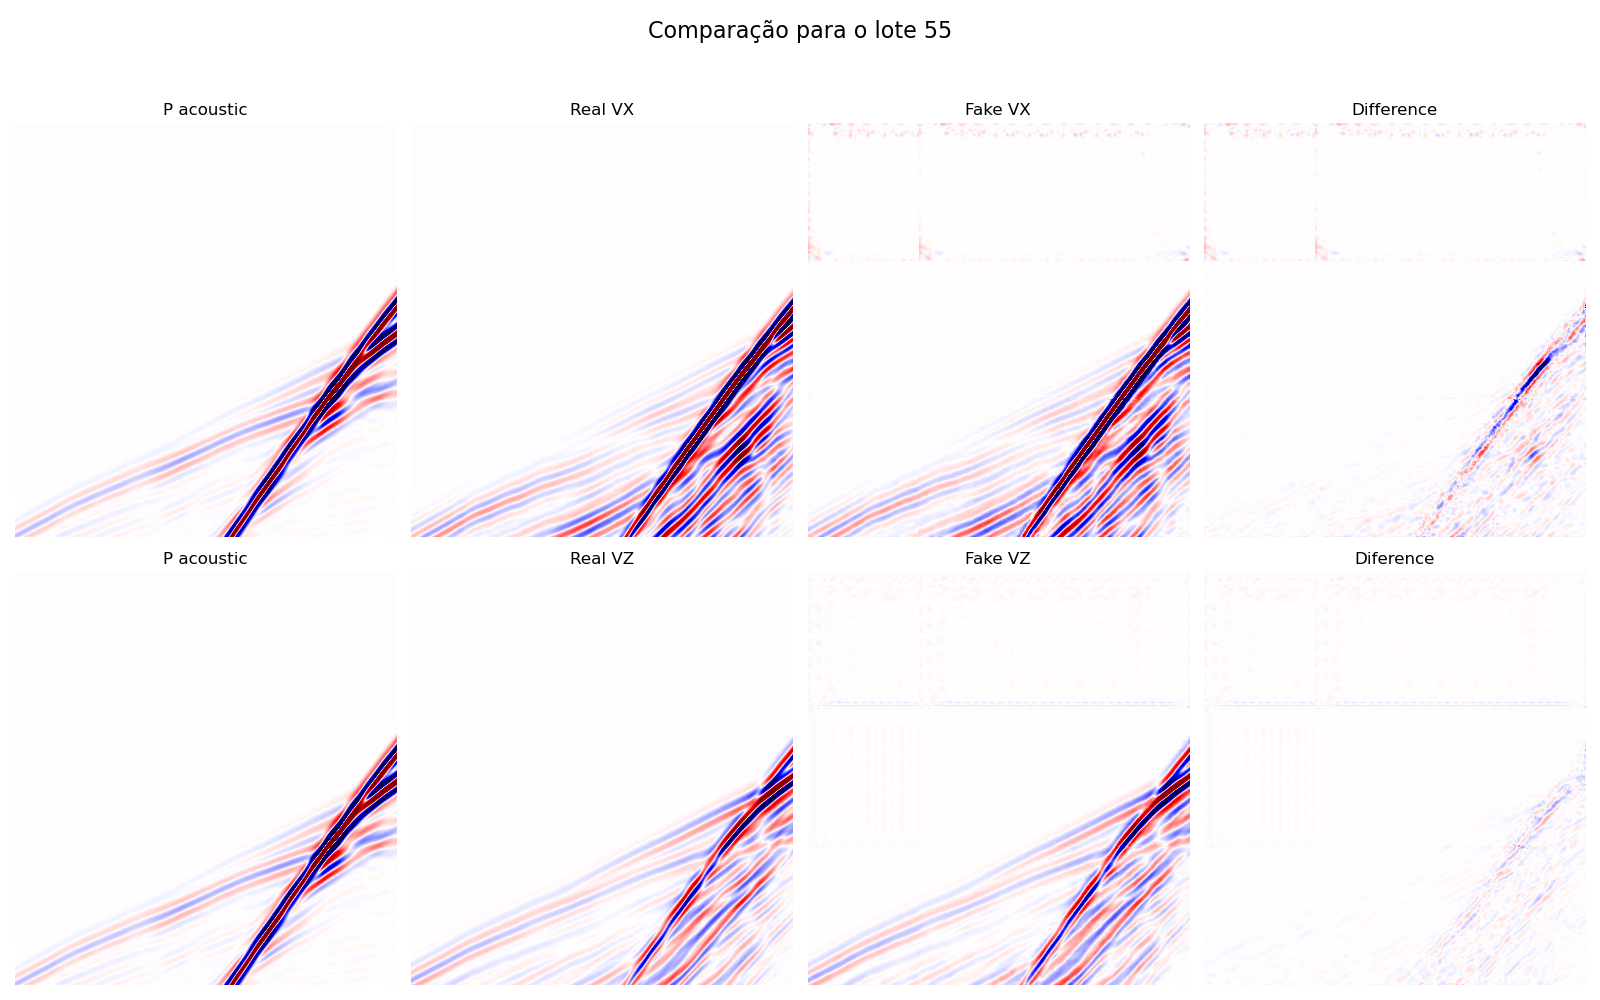 Comparação para o lote 55
P acoustic
Real VX
Fake VX
Difference
P acoustic
Real VZ
Fake VZ
Diference